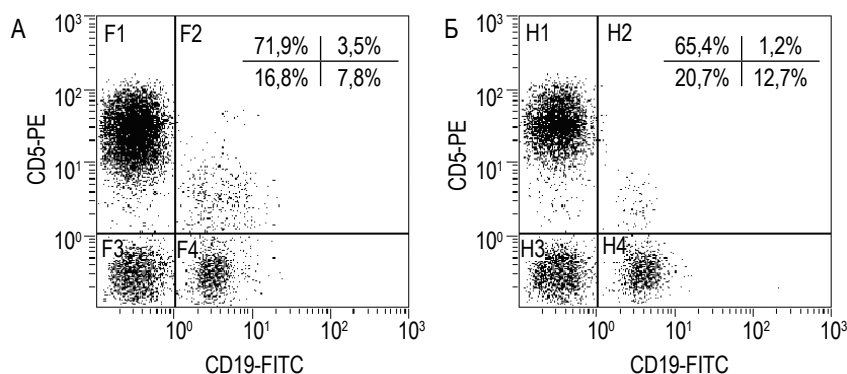 А
10³
F1
F2
71,9%
3,5%
16,8%
7,8%
10²
10¹
10⁰
CD5-PE
F3
F4
10⁰
10¹
10²
10³
CD19-FITC
Б
10³
H1
H2
65,4%
1,2%
20,7%
12,7%
10²
10¹
10⁰
CD5-PE
H3
H4
10⁰
10¹
10²
10³
CD19-FITC